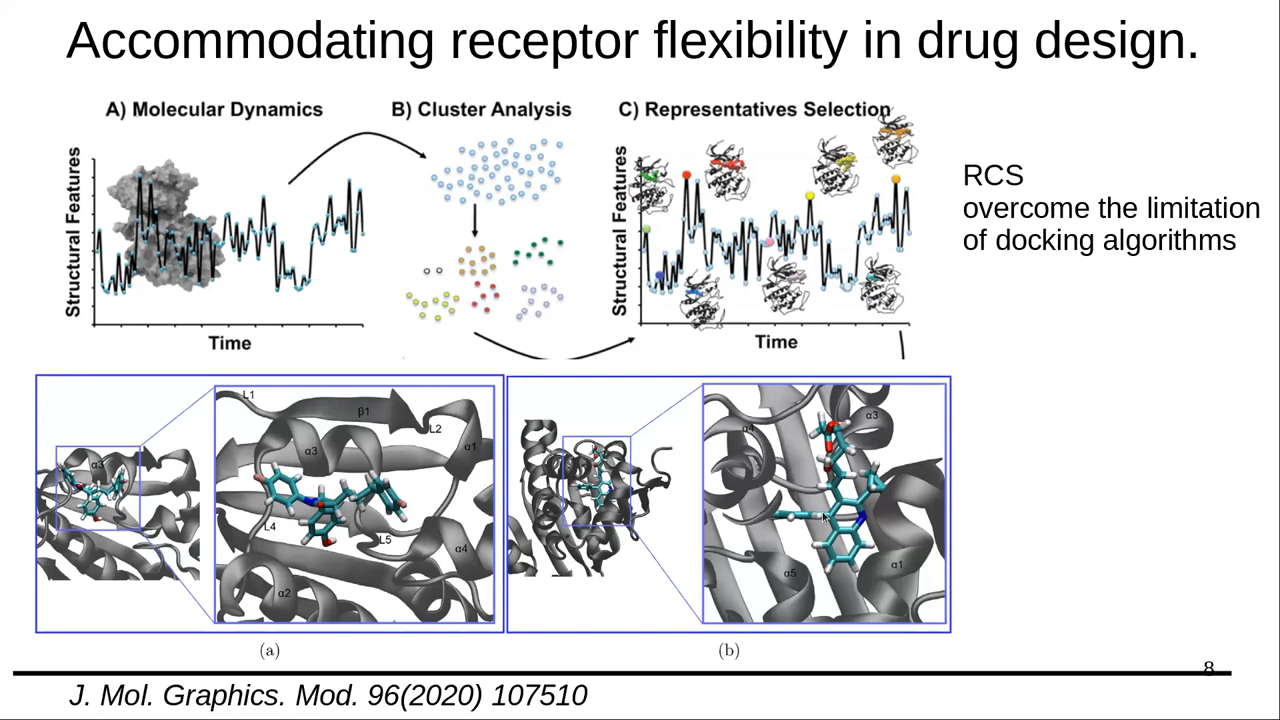 Accommodating receptor flexibility in drug design.
A) Molecular Dynamics
B) Cluster Analysis
C) Representatives Selection
Structural Features
Time
Structural Features
Time
RCS
overcome the limitation
of docking algorithms
α3
L1
β1
L2
α3
α1
L4
L5
α4
α2
α4
α3
α5
α1
(a)
(b)
8
J. Mol. Graphics. Mod. 96(2020) 107510